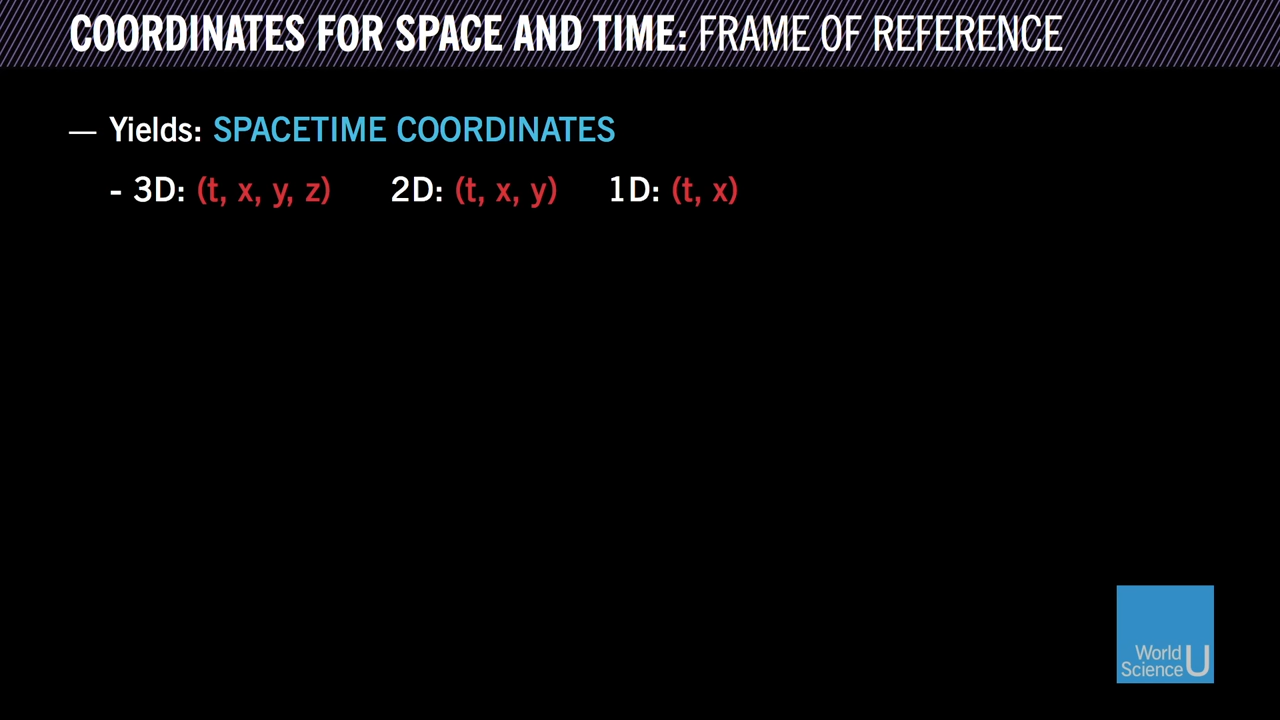 COORDINATES FOR SPACE AND TIME: FRAME OF REFERENCE
— Yields: SPACETIME COORDINATES
- 3D: (t, x, y, z) 2D: (t, x, y) 1D: (t, x)
World
Science U